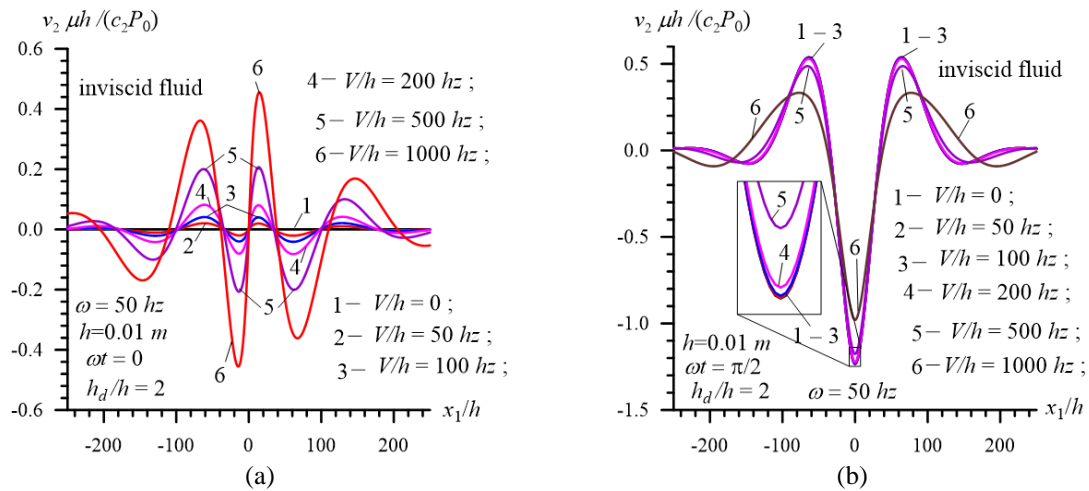 v₂ μh /(c₂P₀)
0.6
0.4
0.2
0.0
-0.2
-0.4
-0.6
inviscid fluid
6
4 – V/h = 200 hz ;
5 – V/h = 500 hz ;
6 – V/h = 1000 hz ;
5
4
3
1
2
4
5
6
ω = 50 hz
h=0.01 m
ωt = 0
h_d/h = 2
1 – V/h = 0 ;
2 – V/h = 50 hz ;
3 – V/h = 100 hz ;
x₁/h
-200
-100
0
100
200
(a)
v₂ μh /(c₂P₀)
0.5
0.0
-0.5
-1.0
-1.5
1 – 3
inviscid fluid
6
5
5
6
5
4
1 – 3
6
1 – V/h = 0 ;
2 – V/h = 50 hz ;
3 – V/h = 100 hz ;
4 – V/h = 200 hz ;
5 – V/h = 500 hz ;
6 – V/h = 1000 hz ;
h=0.01 m
ωt = π/2
h_d/h = 2
ω = 50 hz
x₁/h
-200
-100
0
100
200
(b)